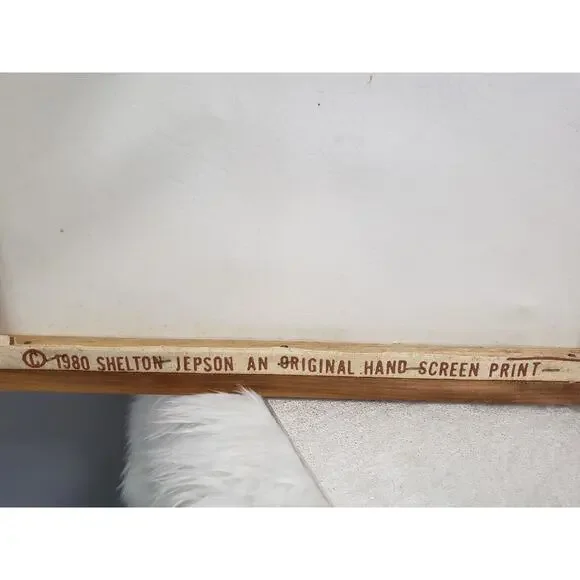 © 1980 SHELTON JEPSON AN ORIGINAL HAND SCREEN PRINT